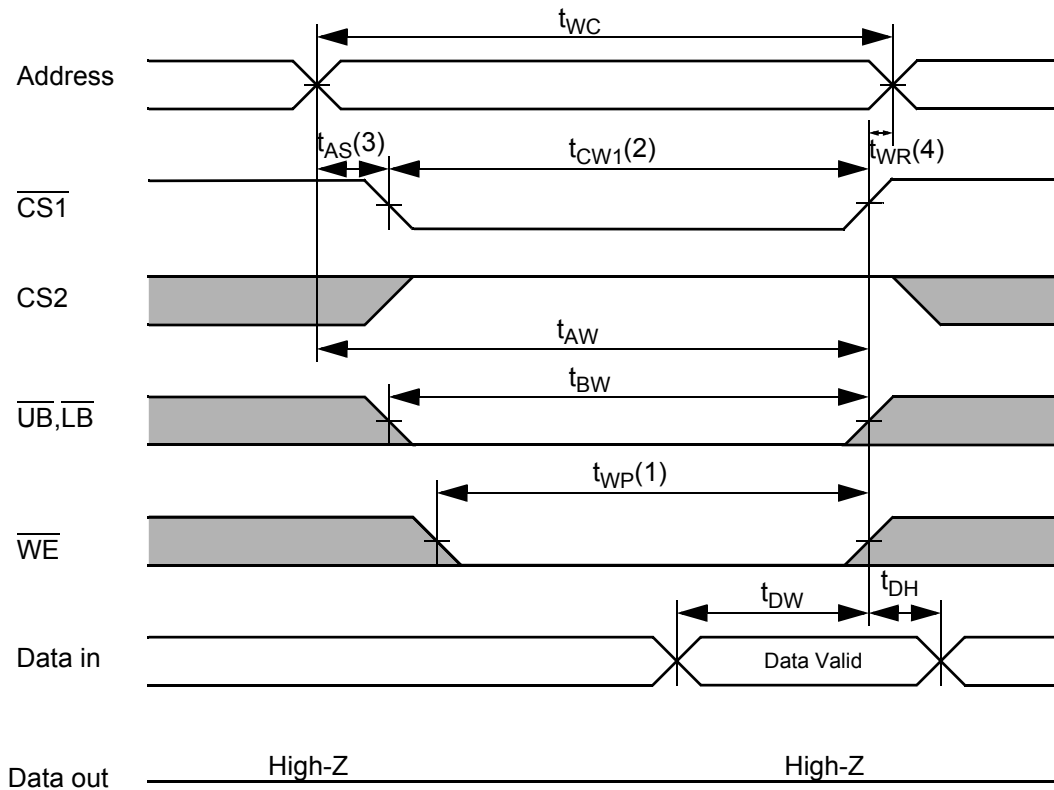 tWC
Address
tAS(3)
tCW1(2)
tWR(4)
CS1
CS2
tAW
tBW
UB,LB
tWP(1)
WE
tDW
tDH
Data in
Data Valid
Data out
High-Z
High-Z